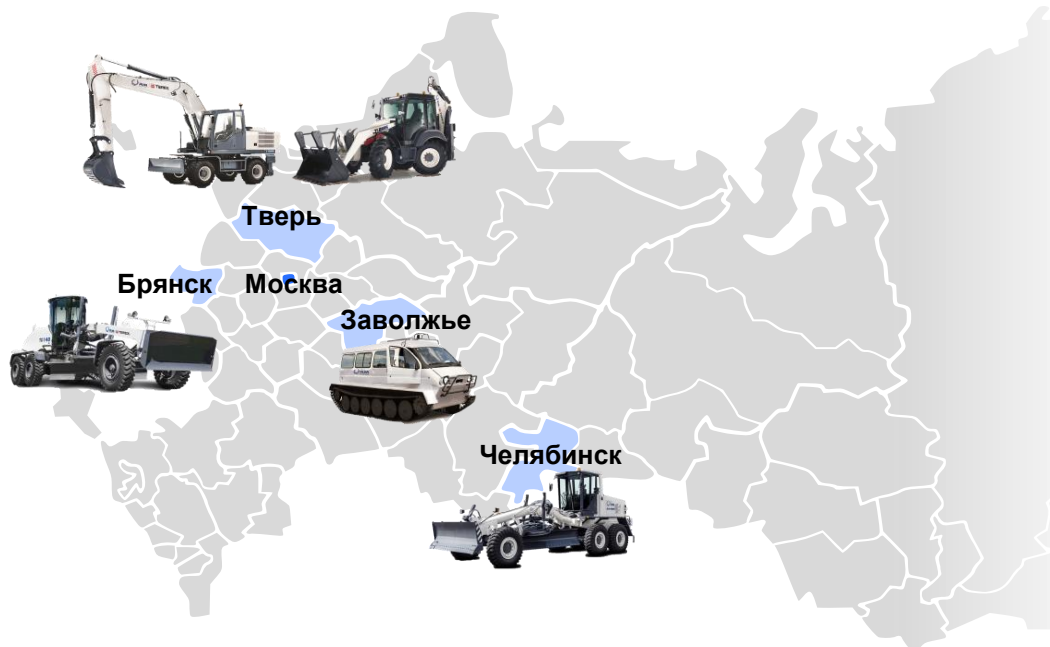 Тверь
Брянск
Москва
Заволжье
Челябинск